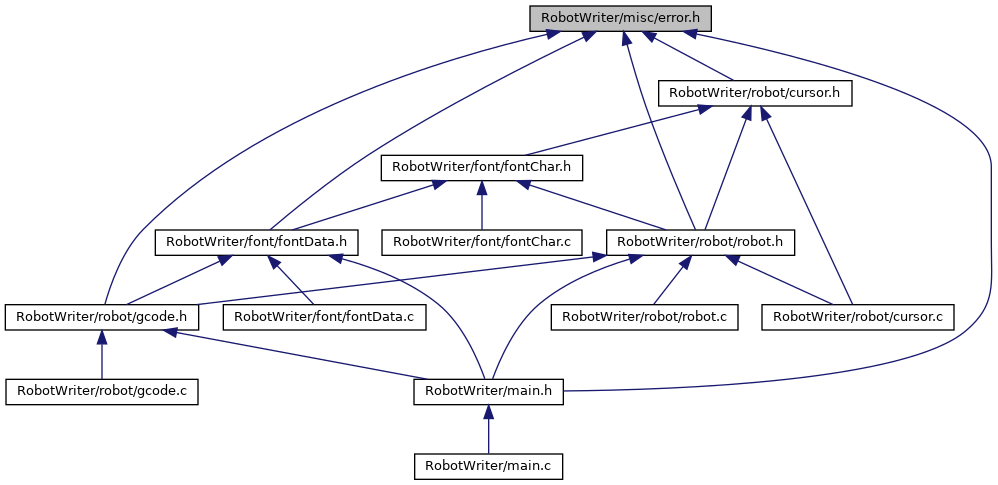 RobotWriter/misc/error.h
RobotWriter/robot/cursor.h
RobotWriter/font/fontChar.h
RobotWriter/font/fontData.h
RobotWriter/font/fontChar.c
RobotWriter/robot/robot.h
RobotWriter/robot/gcode.h
RobotWriter/font/fontData.c
RobotWriter/robot/robot.c
RobotWriter/robot/cursor.c
RobotWriter/robot/gcode.c
RobotWriter/main.h
RobotWriter/main.c